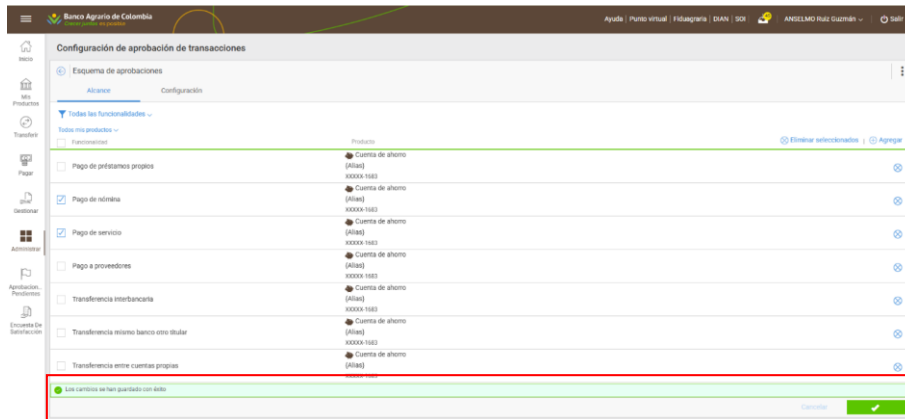 Banco Agrario de Colombia
Crecer juntos es posible
Ayuda | Punto virtual | Fiduagraria | DIAN | SOI
ANSELMO Ruiz Guzmán
Salir
Inicio
Mis Productos
Transferir
Pagar
Gestionar
Administrar
Aprobacion... Pendientes
Encuesta De Satisfacción
Configuración de aprobación de transacciones
Esquema de aprobaciones
Alcance Configuración
Todas las funcionalidades
Todos mis productos
Funcionalidad Producto Eliminar seleccionados | Agregar
Cuenta de ahorro
Pago de préstamos propios (Alias)
XXXXX-1683
Cuenta de ahorro
Pago de nómina (Alias)
XXXXX-1683
Cuenta de ahorro
Pago de servicio (Alias)
XXXXX-1683
Cuenta de ahorro
Pago a proveedores (Alias)
XXXXX-1683
Cuenta de ahorro
Transferencia interbancaria (Alias)
XXXXX-1683
Cuenta de ahorro
Transferencia mismo banco otro titular (Alias)
XXXXX-1683
Cuenta de ahorro
Transferencia entre cuentas propias (Alias)
Los cambios se han guardado con éxito
Cancelar